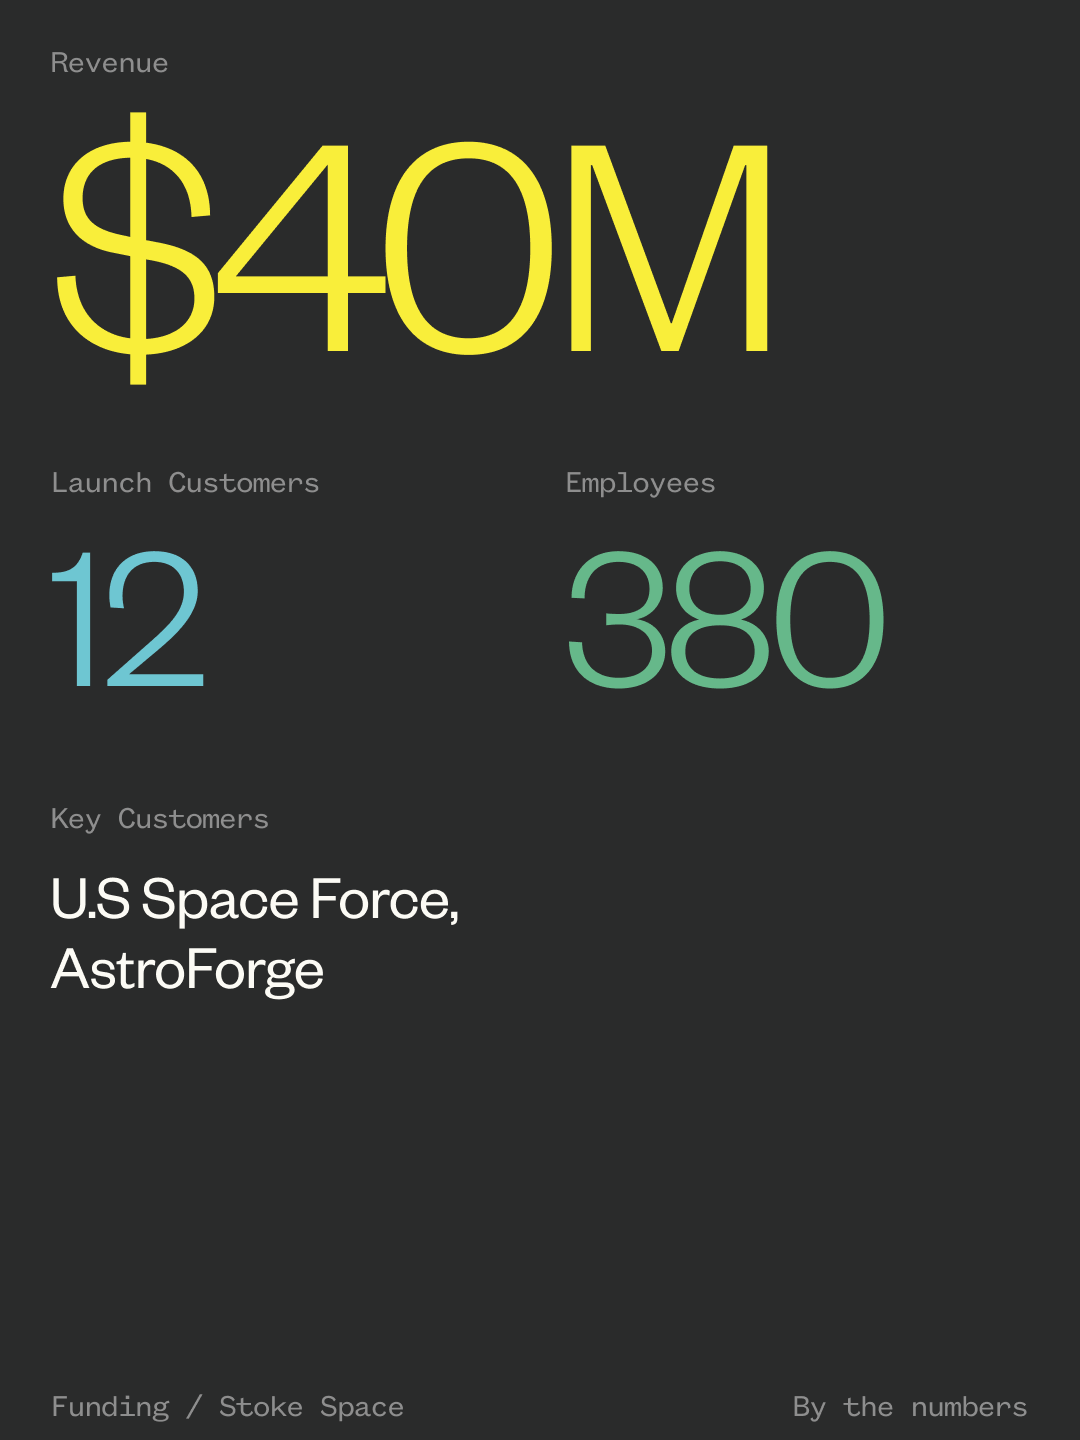 Revenue
$40M
Launch Customers
Employees
12
380
Key Customers
U.S Space Force,
AstroForge
Funding / Stoke Space
By the numbers